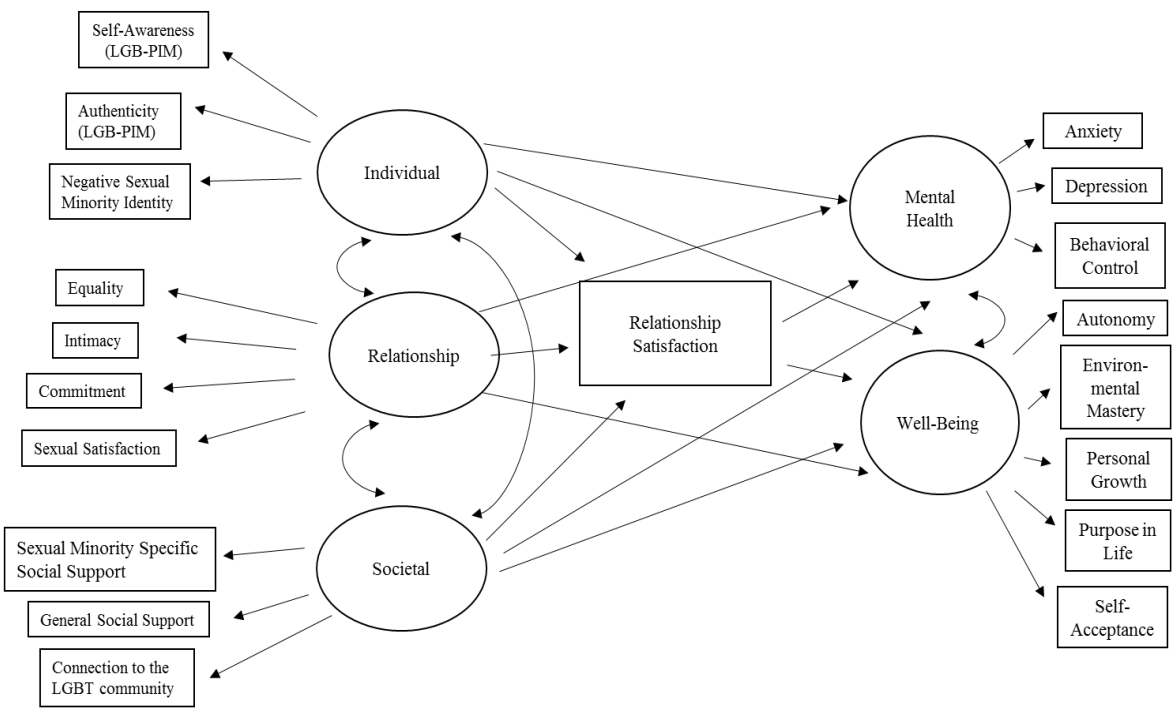 Self-Awareness
(LGB-PIM)
Authenticity
(LGB-PIM)
Negative Sexual
Minority Identity
Equality
Intimacy
Commitment
Sexual Satisfaction
Sexual Minority Specific
Social Support
General Social Support
Connection to the
LGBT community
Individual
Relationship
Societal
Relationship
Satisfaction
Mental
Health
Well-Being
Anxiety
Depression
Behavioral
Control
Autonomy
Environ-
mental
Mastery
Personal
Growth
Purpose in
Life
Self-
Acceptance